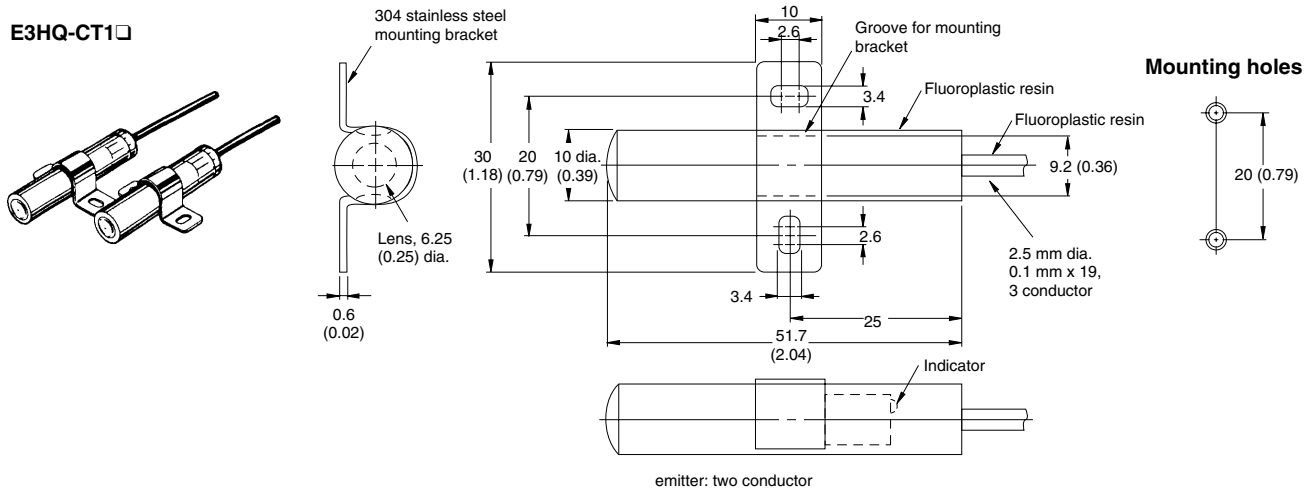 E3HQ-CT1□
304 stainless steel
mounting bracket
10
2.6
Groove for mounting
bracket
Mounting holes
3.4
Fluoroplastic resin
Fluoroplastic resin
30
(1.18)
20
(0.79)
10 dia.
(0.39)
9.2 (0.36)
20 (0.79)
Lens, 6.25
(0.25) dia.
2.6
2.5 mm dia.
0.1 mm x 19,
3 conductor
3.4
0.6
(0.02)
25
51.7
(2.04)
Indicator
emitter: two conductor